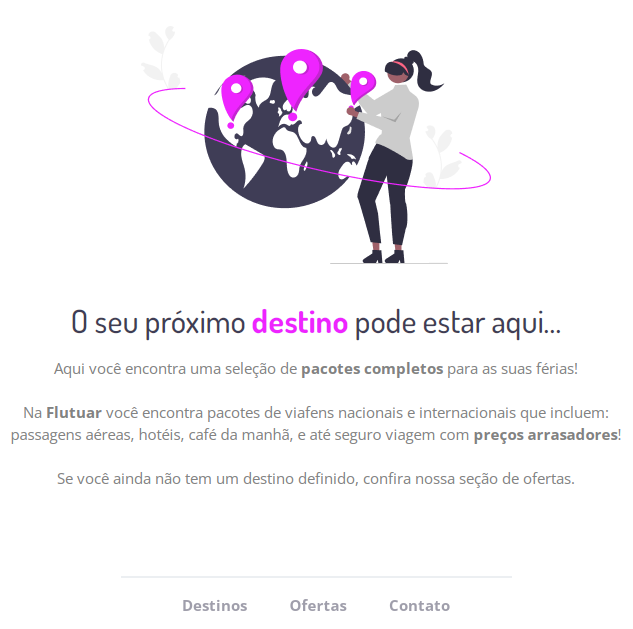 O seu próximo destino pode estar aqui...
Aqui você encontra uma seleção de pacotes completos para as suas férias!
Na Flutuar você encontra pacotes de viafens nacionais e internacionais que incluem:
passagens aéreas, hotéis, café da manhã, e até seguro viagem com preços arrasadores!
Se você ainda não tem um destino definido, confira nossa seção de ofertas.
Destinos Ofertas Contato